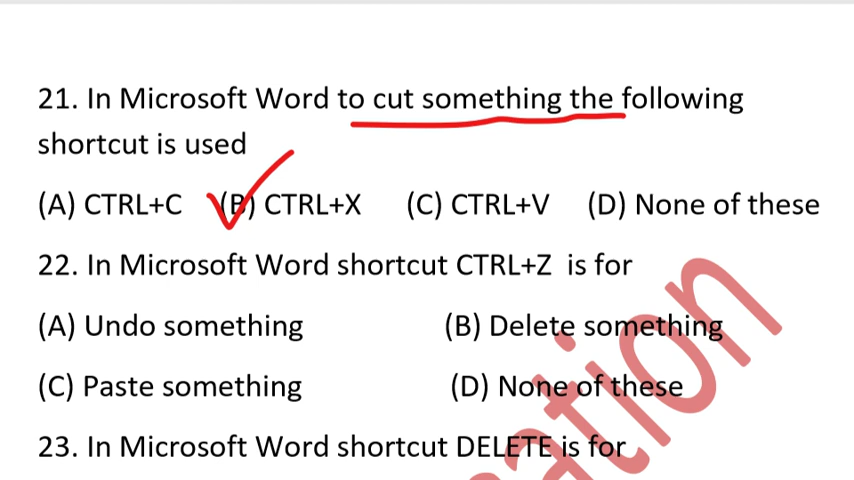 21. In Microsoft Word to cut something the following
shortcut is used
(A) CTRL+C (B) CTRL+X (C) CTRL+V (D) None of these
22. In Microsoft Word shortcut CTRL+Z is for
(A) Undo something (B) Delete something
(C) Paste something (D) None of these
23. In Microsoft Word shortcut DELETE is for